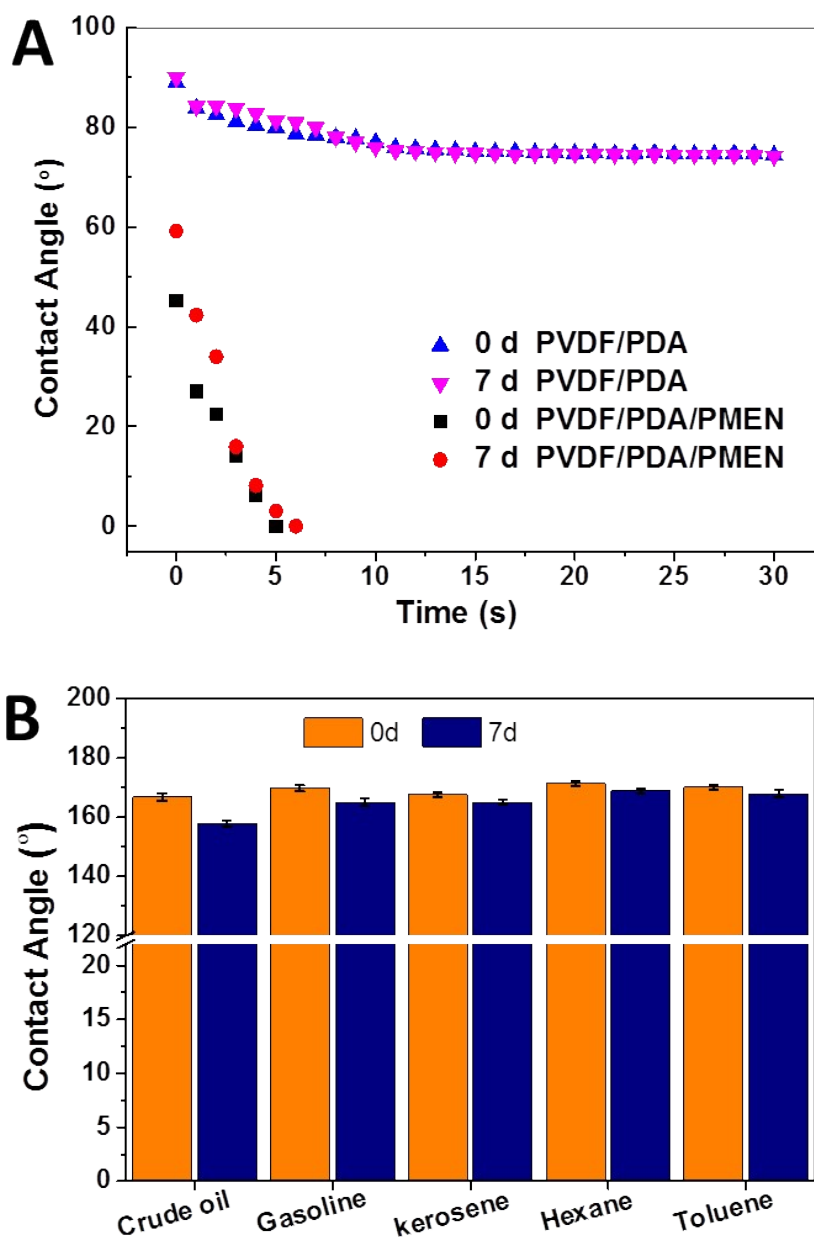 A
100
80
60
40
20
0
Contact Angle (o)
0 d PVDF/PDA
7 d PVDF/PDA
0 d PVDF/PDA/PMEN
7 d PVDF/PDA/PMEN
0 5 10 15 20 25 30
Time (s)
B
200
180
160
140
120
20
15
10
5
0
Contact Angle (o)
0d 7d
Crude oil Gasoline kerosene Hexane Toluene